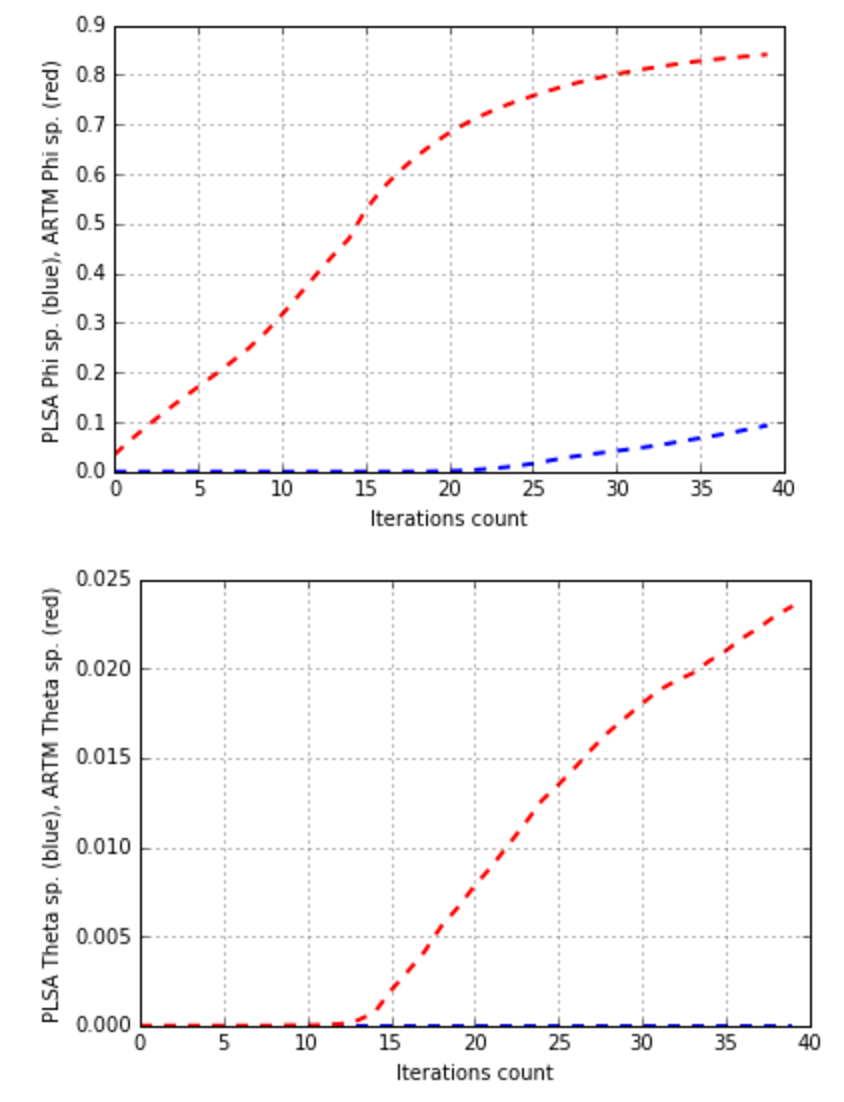 PLSA Phi sp. (blue), ARTM Phi sp. (red)
0.9
0.8
0.7
0.6
0.5
0.4
0.3
0.2
0.1
0.0
0 5 10 15 20 25 30 35 40
Iterations count
PLSA Theta sp. (blue), ARTM Theta sp. (red)
0.025
0.020
0.015
0.010
0.005
0.000
0 5 10 15 20 25 30 35 40
Iterations count